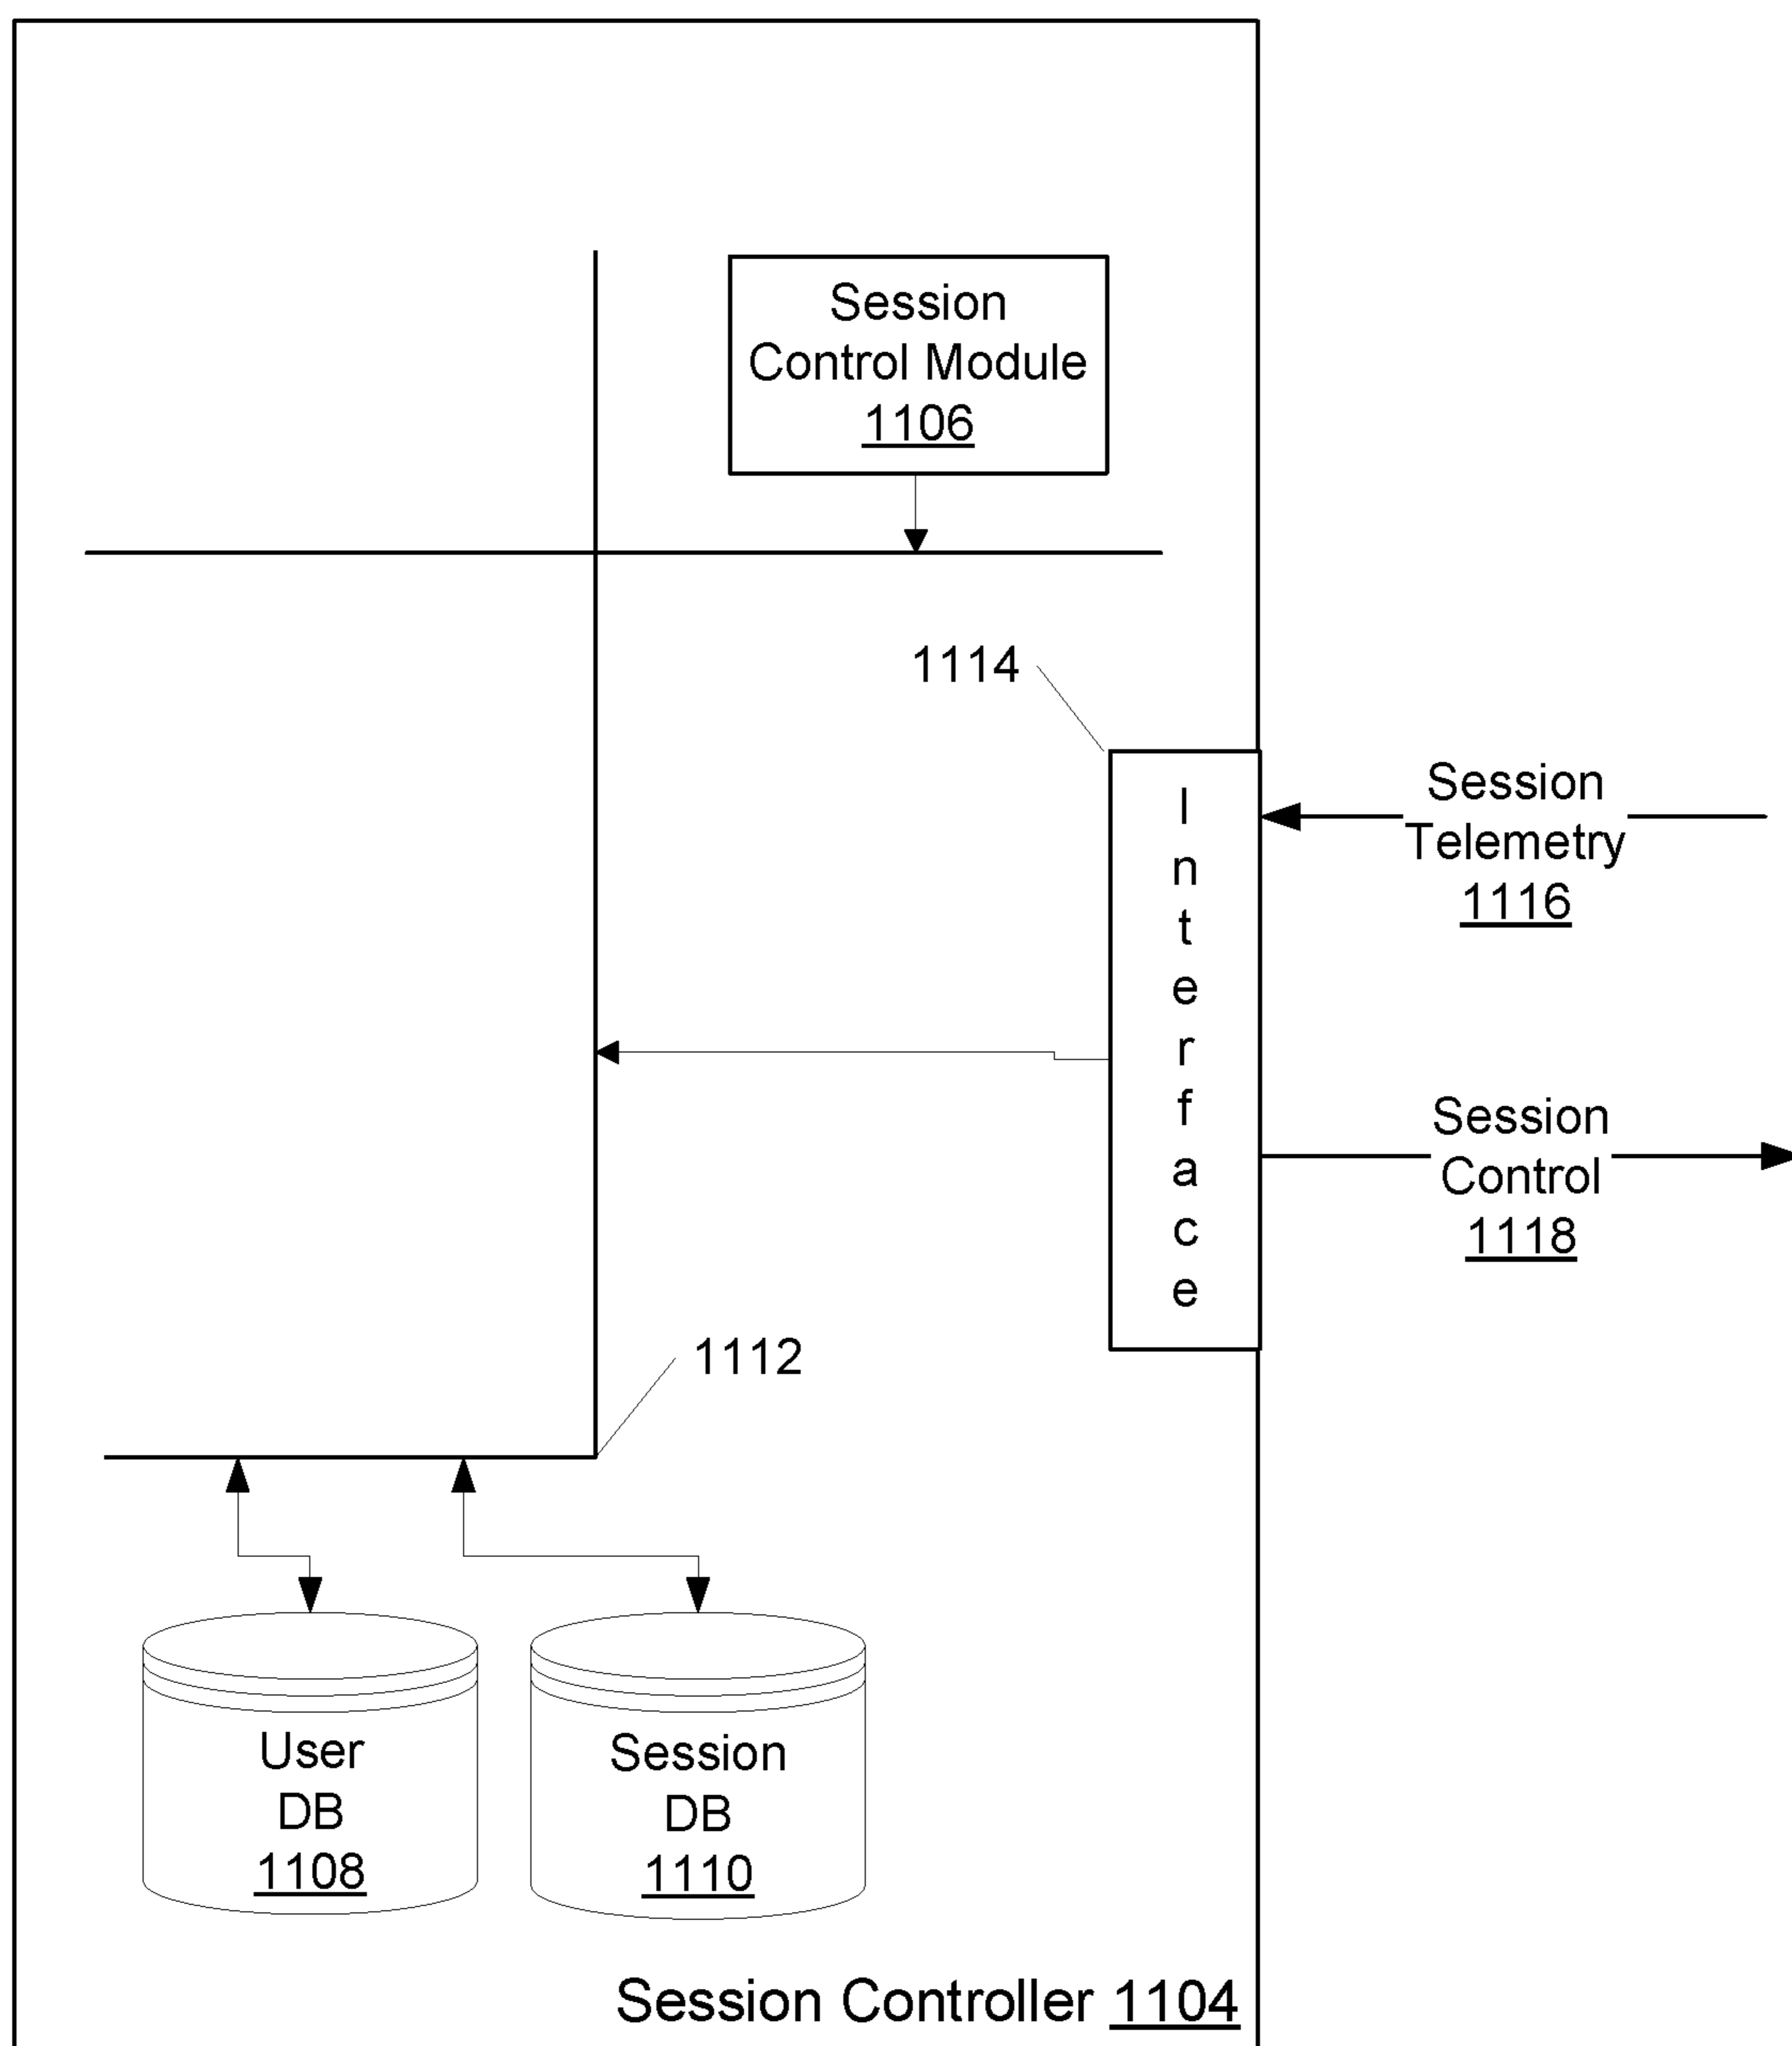 Session
Control Module
1106
1114
I
n
t
e
r
f
a
c
e
Session
Telemetry
1116
Session
Control
1118
1112
User
DB
1108
Session
DB
1110
Session Controller 1104